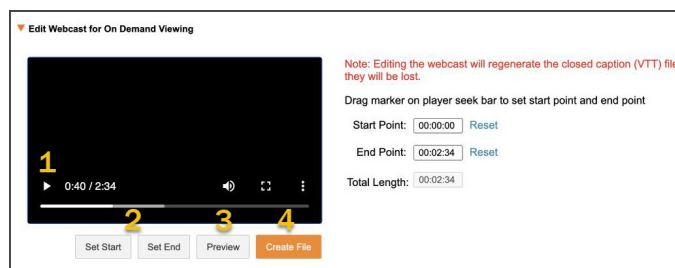 Edit Webcast for On Demand Viewing
Note: Editing the webcast will regenerate the closed caption (VTT) file
they will be lost.
Drag marker on player seek bar to set start point and end point
Start Point: 00:00:00 Reset
End Point: 00:02:34 Reset
Total Length: 00:02:34
1
0:40 / 2:34
2 3 4
Set Start Set End Preview Create File